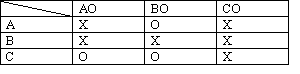 AO BO CO
A X O X
B X X X
C O O X